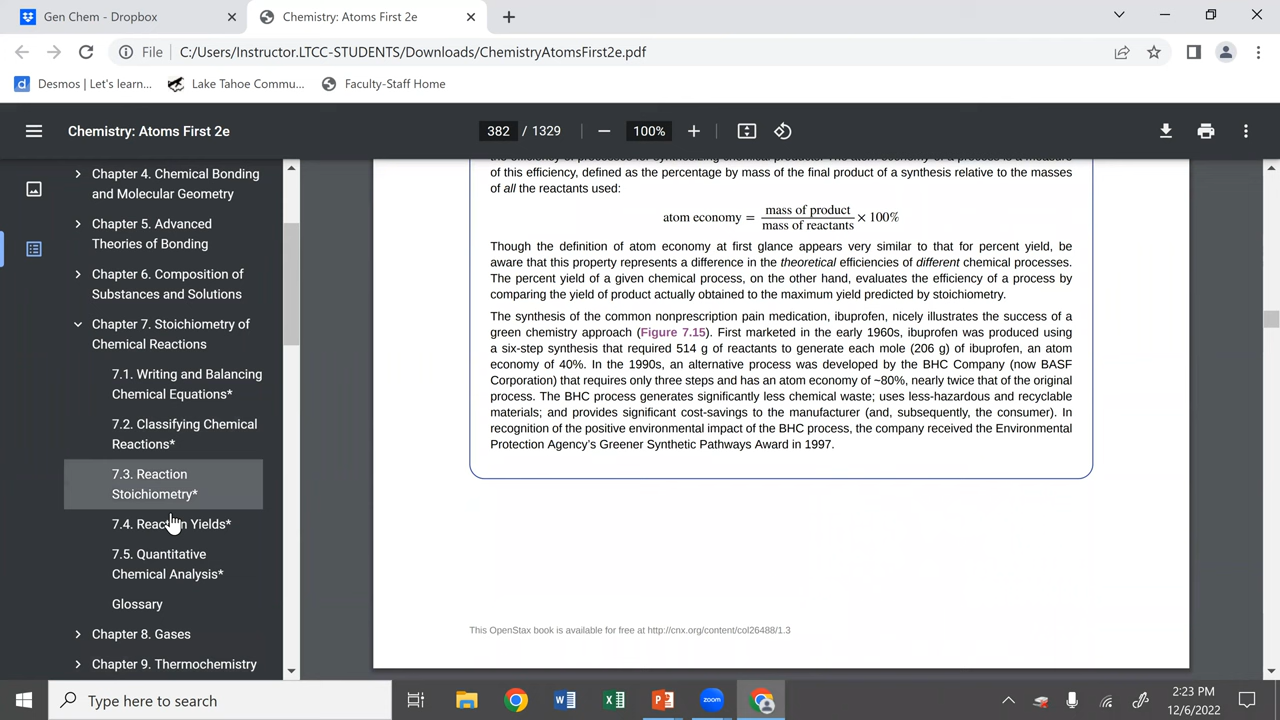 Gen Chem - Dropbox
Chemistry: Atoms First 2e
File C:/Users/Instructor.LTCC-STUDENTS/Downloads/ChemistryAtomsFirst2e.pdf
Desmos | Let's learn...
Lake Tahoe Commu...
Faculty-Staff Home
Chemistry: Atoms First 2e
382 / 1329
100%
Chapter 4. Chemical Bonding
and Molecular Geometry
Chapter 5. Advanced
Theories of Bonding
Chapter 6. Composition of
Substances and Solutions
Chapter 7. Stoichiometry of
Chemical Reactions
7.1. Writing and Balancing
Chemical Equations*
7.2. Classifying Chemical
Reactions*
7.3. Reaction
Stoichiometry*
7.4. Reaction Yields*
7.5. Quantitative
Chemical Analysis*
Glossary
Chapter 8. Gases
Chapter 9. Thermochemistry
the efficiency of processes for synthesizing chemical products. The atom economy of a process is a measure
of this efficiency, defined as the percentage by mass of the final product of a synthesis relative to the masses
of all the reactants used:
atom economy = mass of product / mass of reactants × 100%
Though the definition of atom economy at first glance appears very similar to that for percent yield, be
aware that this property represents a difference in the theoretical efficiencies of different chemical processes.
The percent yield of a given chemical process, on the other hand, evaluates the efficiency of a process by
comparing the yield of product actually obtained to the maximum yield predicted by stoichiometry.
The synthesis of the common nonprescription pain medication, ibuprofen, nicely illustrates the success of a
green chemistry approach (Figure 7.15). First marketed in the early 1960s, ibuprofen was produced using
a six-step synthesis that required 514 g of reactants to generate each mole (206 g) of ibuprofen, an atom
economy of 40%. In the 1990s, an alternative process was developed by the BHC Company (now BASF
Corporation) that requires only three steps and has an atom economy of ~80%, nearly twice that of the original
process. The BHC process generates significantly less chemical waste; uses less-hazardous and recyclable
materials; and provides significant cost-savings to the manufacturer (and, subsequently, the consumer). In
recognition of the positive environmental impact of the BHC process, the company received the Environmental
Protection Agency's Greener Synthetic Pathways Award in 1997.
This OpenStax book is available for free at http://cnx.org/content/col26488/1.3
Type here to search
zoom
2:23 PM
12/6/2022